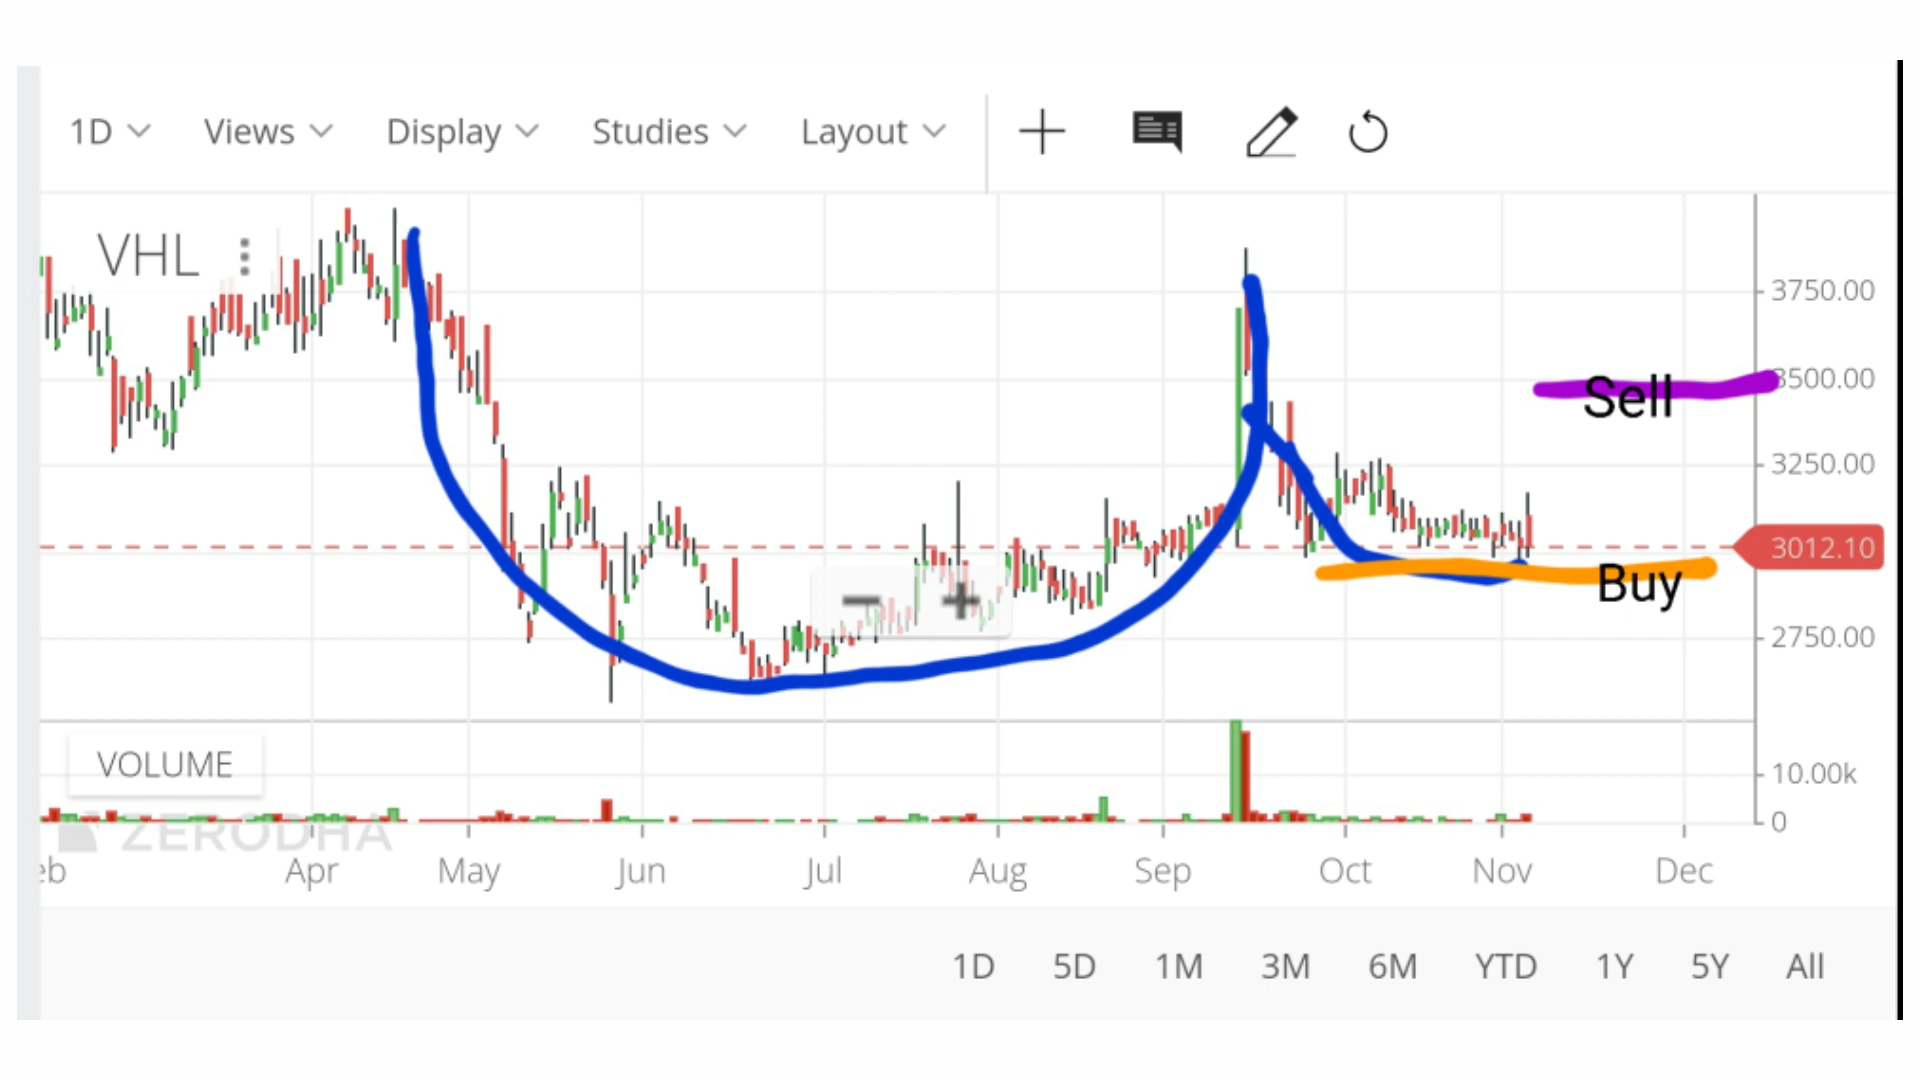 1D Views Display Studies Layout
VHL
3750.00
3500.00
Sell
3250.00
3012.10
Buy
2750.00
VOLUME
10.00k
0
ZERODHA
eb Apr May Jun Jul Aug Sep Oct Nov Dec
1D 5D 1M 3M 6M YTD 1Y 5Y All